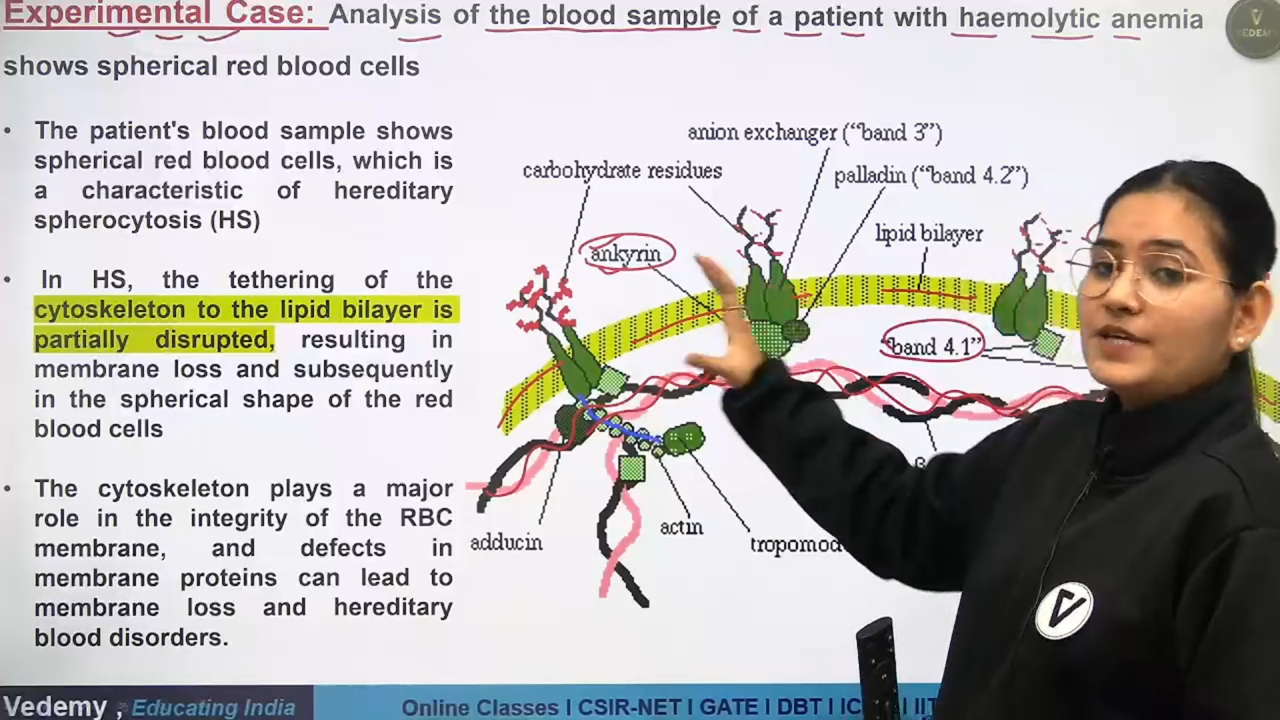 Experimental Case: Analysis of the blood sample of a patient with haemolytic anemia
shows spherical red blood cells
VEDEMY
• The patient's blood sample shows
spherical red blood cells, which is
a characteristic of hereditary
spherocytosis (HS)
• In HS, the tethering of the
cytoskeleton to the lipid bilayer is
partially disrupted, resulting in
membrane loss and subsequently
in the spherical shape of the red
blood cells
• The cytoskeleton plays a major
role in the integrity of the RBC
membrane, and defects in
membrane proteins can lead to
membrane loss and hereditary
blood disorders.
anion exchanger (“band 3”)
carbohydrate residues
palladin (“band 4.2”)
ankyrin
lipid bilayer
“band 4.1”
adducin
actin
Vedemy , Educating India
Online Classes I CSIR-NET I GATE I DBT I